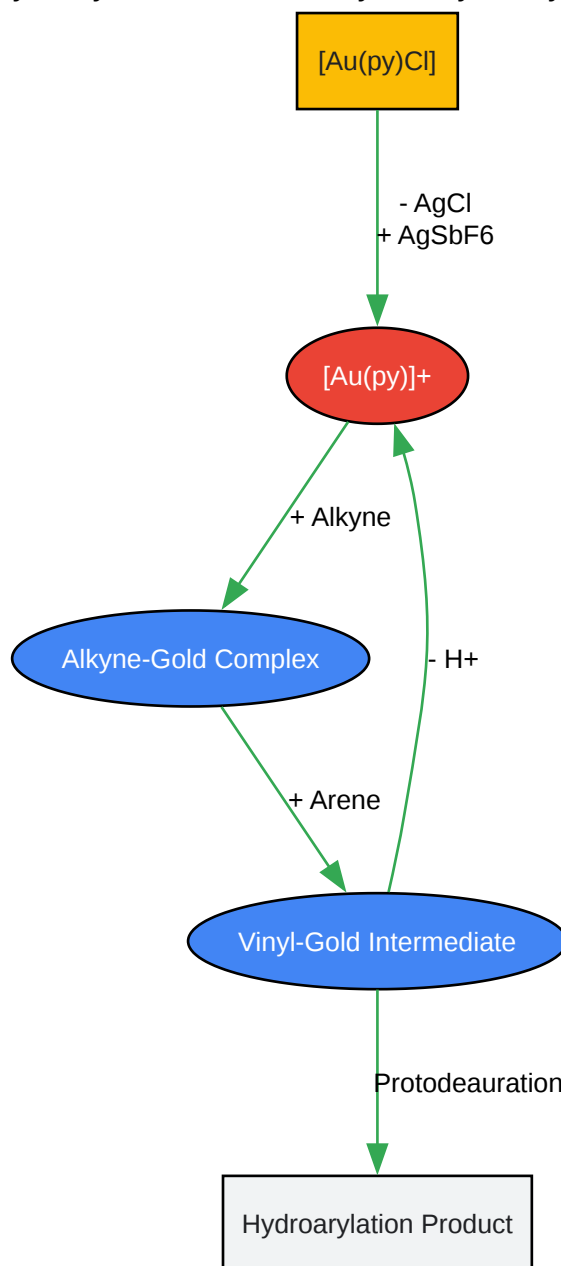 [Au(py)Cl]
- AgCl
+ AgSbF6
[Au(py)]+
+ Alkyne
Alkyne-Gold Complex
- H+
+ Arene
Vinyl-Gold Intermediate
Protodeauration
Hydroarylation Product